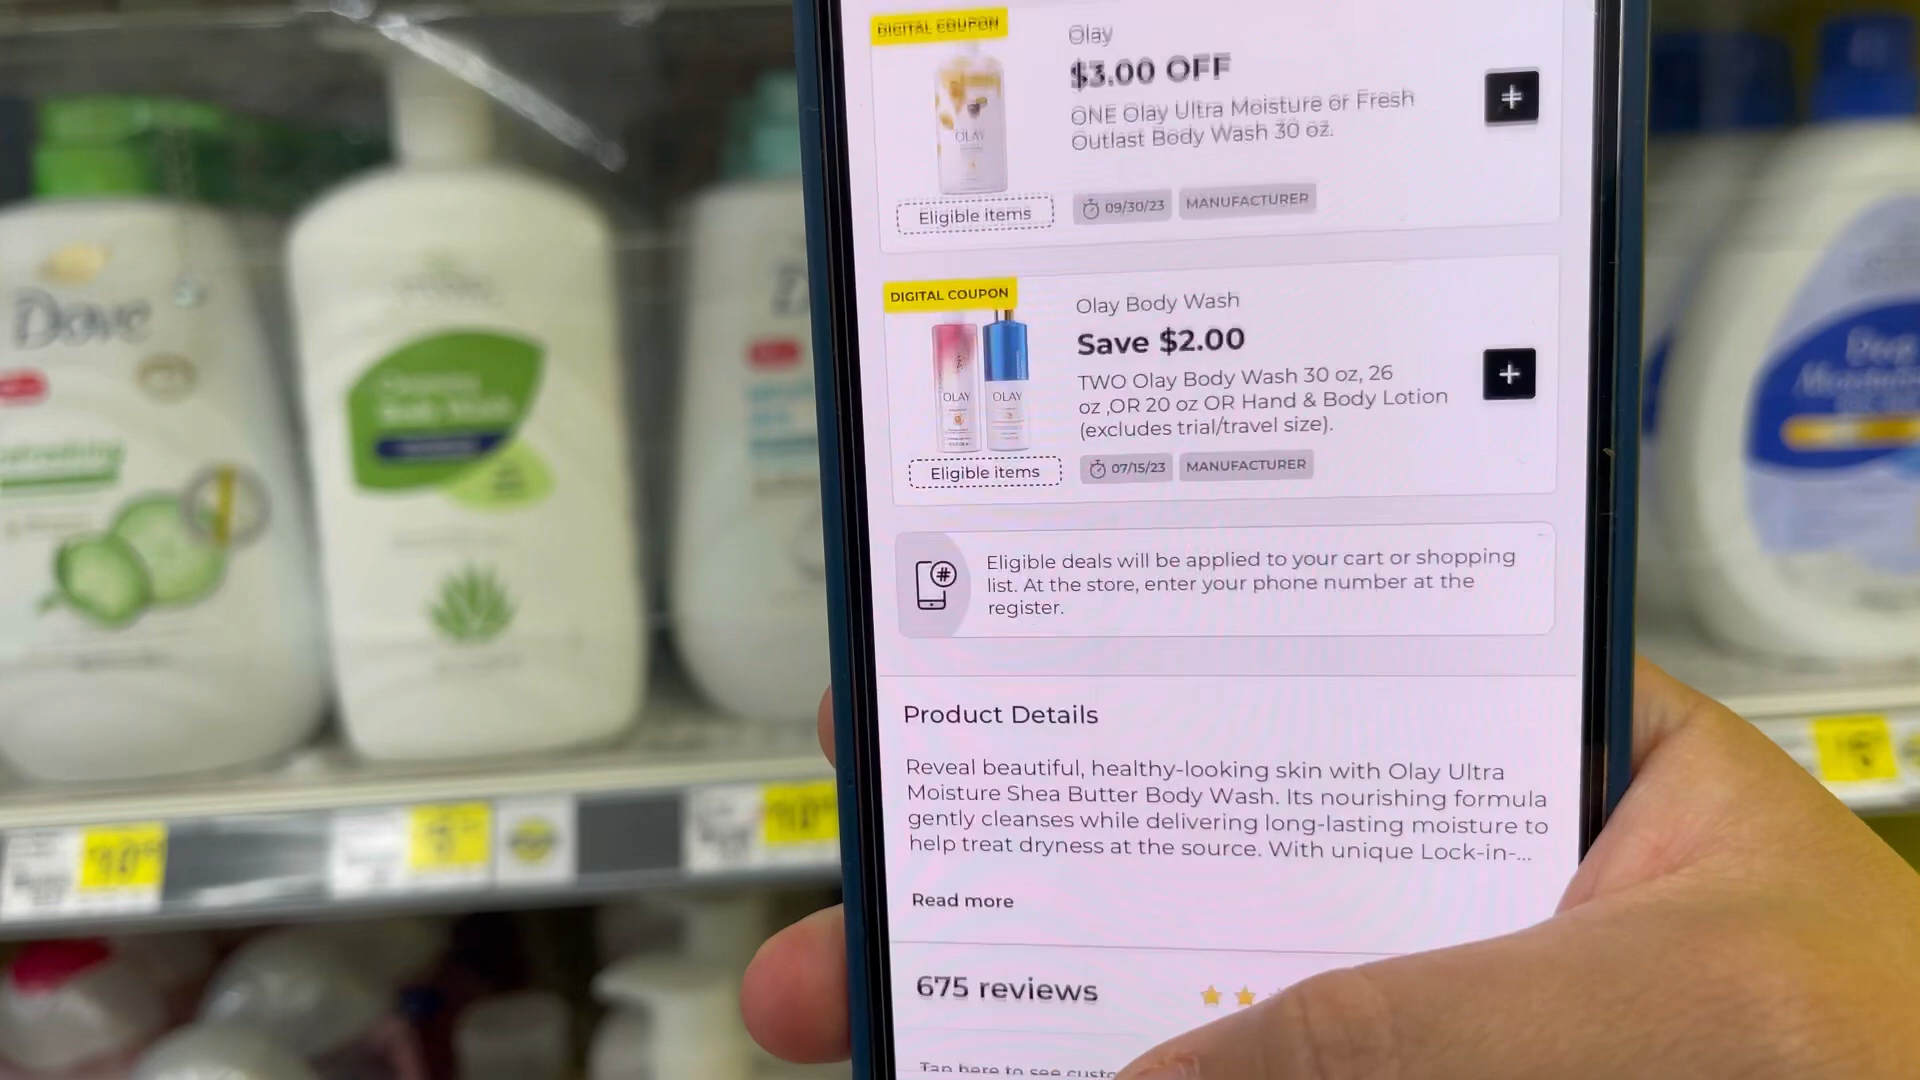 DIGITAL COUPON
Olay
$3.00 OFF
ONE Olay Ultra Moisture or Fresh
Outlast Body Wash 30 oz.
OLAY
Eligible items
09/30/23
MANUFACTURER
+
DIGITAL COUPON
Olay Body Wash
Save $2.00
TWO Olay Body Wash 30 oz, 26
oz ,OR 20 oz OR Hand & Body Lotion
(excludes trial/travel size).
OLAY
OLAY
Eligible items
07/15/23
MANUFACTURER
+
#
Eligible deals will be applied to your cart or shopping
list. At the store, enter your phone number at the
register.
Product Details
Reveal beautiful, healthy-looking skin with Olay Ultra
Moisture Shea Butter Body Wash. Its nourishing formula
gently cleanses while delivering long-lasting moisture to
help treat dryness at the source. With unique Lock-in-...
Read more
675 reviews
Tap here to see
Dove
Body Wash
Deep